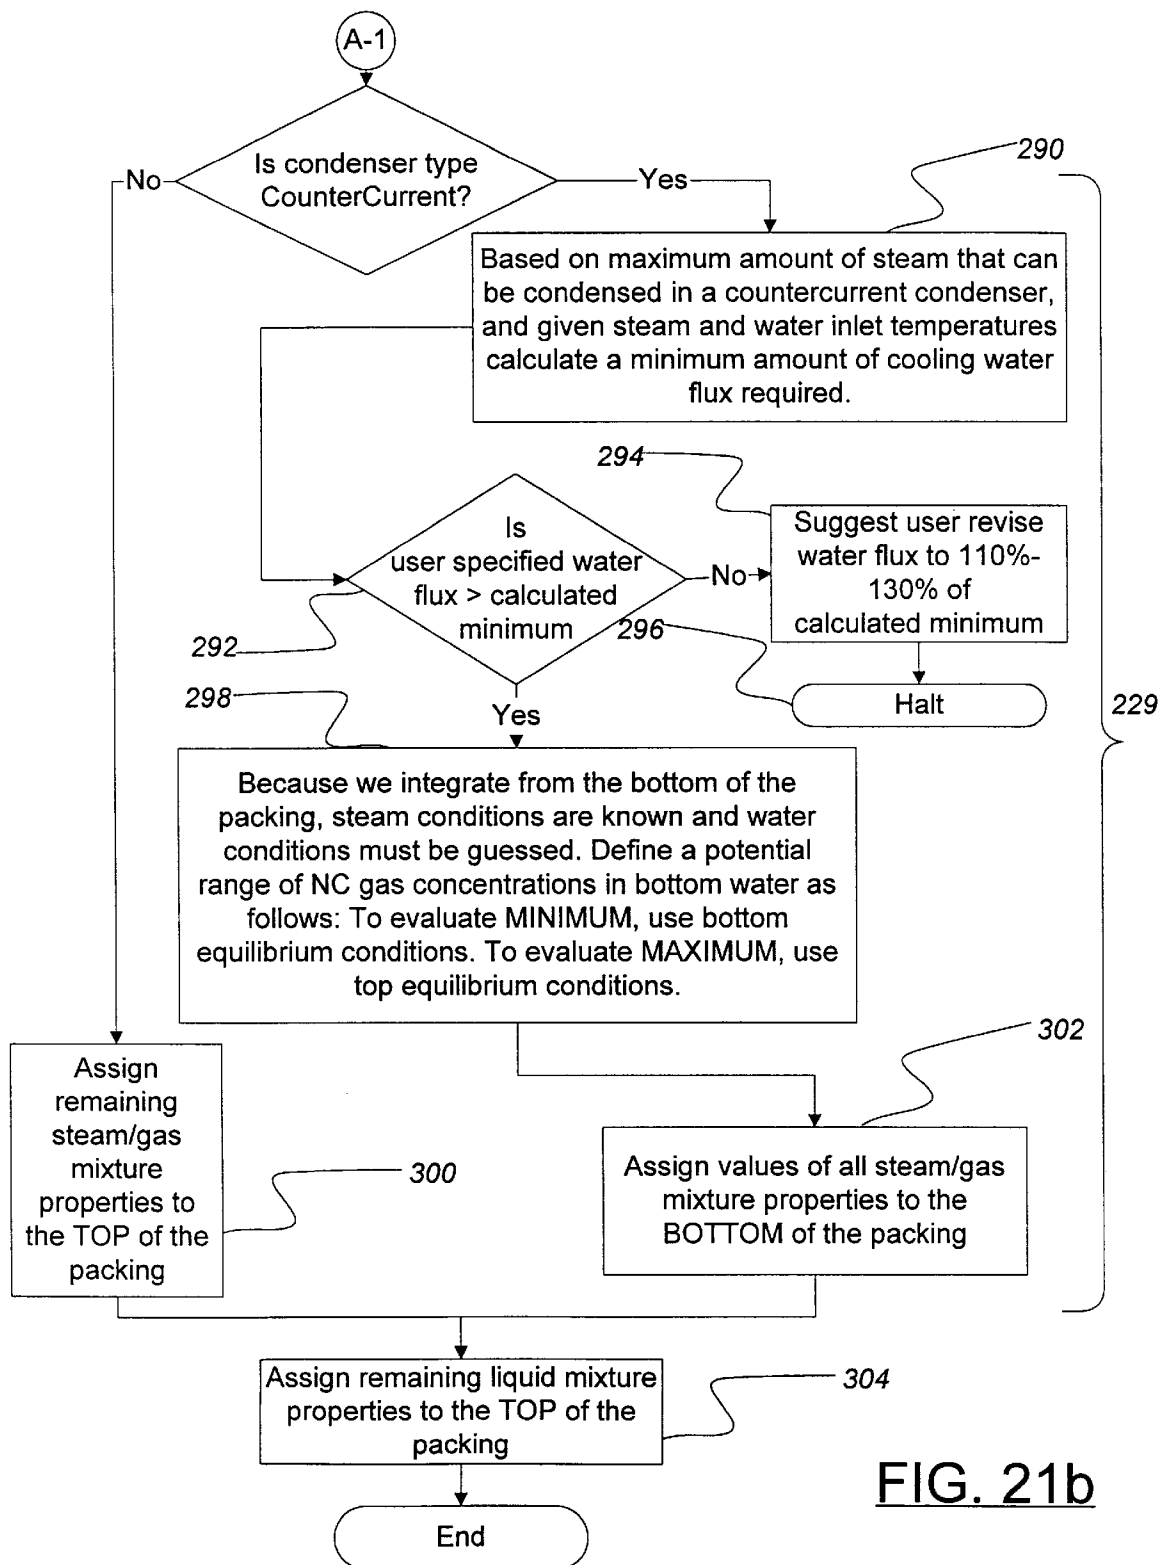 A-1
Is condenser type
CounterCurrent?
No
Yes
290
Based on maximum amount of steam that can
be condensed in a countercurrent condenser,
and given steam and water inlet temperatures
calculate a minimum amount of cooling water
flux required.
294
Is
user specified water
flux > calculated
minimum
292
No
Suggest user revise
water flux to 110%-
130% of
calculated minimum
296
Halt
229
298
Yes
Because we integrate from the bottom of the
packing, steam conditions are known and water
conditions must be guessed. Define a potential
range of NC gas concentrations in bottom water as
follows: To evaluate MINIMUM, use bottom
equilibrium conditions. To evaluate MAXIMUM, use
top equilibrium conditions.
302
Assign
remaining
steam/gas
mixture
properties to
the TOP of the
packing
300
Assign values of all steam/gas
mixture properties to the
BOTTOM of the packing
Assign remaining liquid mixture
properties to the TOP of the
packing
304
End
FIG. 21b